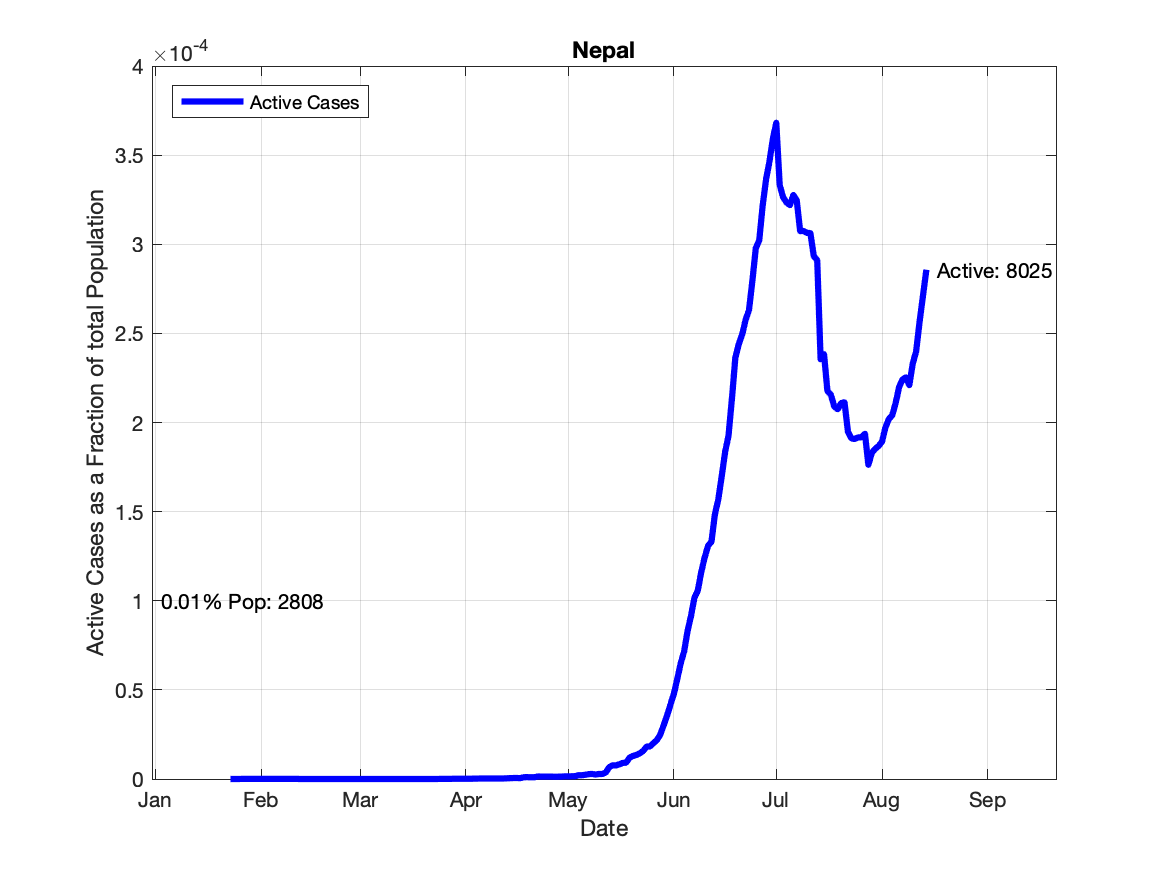 Nepal
×10-4
4
3.5
3
2.5
2
1.5
1
0.5
0
Active Cases as a Fraction of total Population
Active Cases
Active: 8025
0.01% Pop: 2808
Jan Feb Mar Apr May Jun Jul Aug Sep
Date